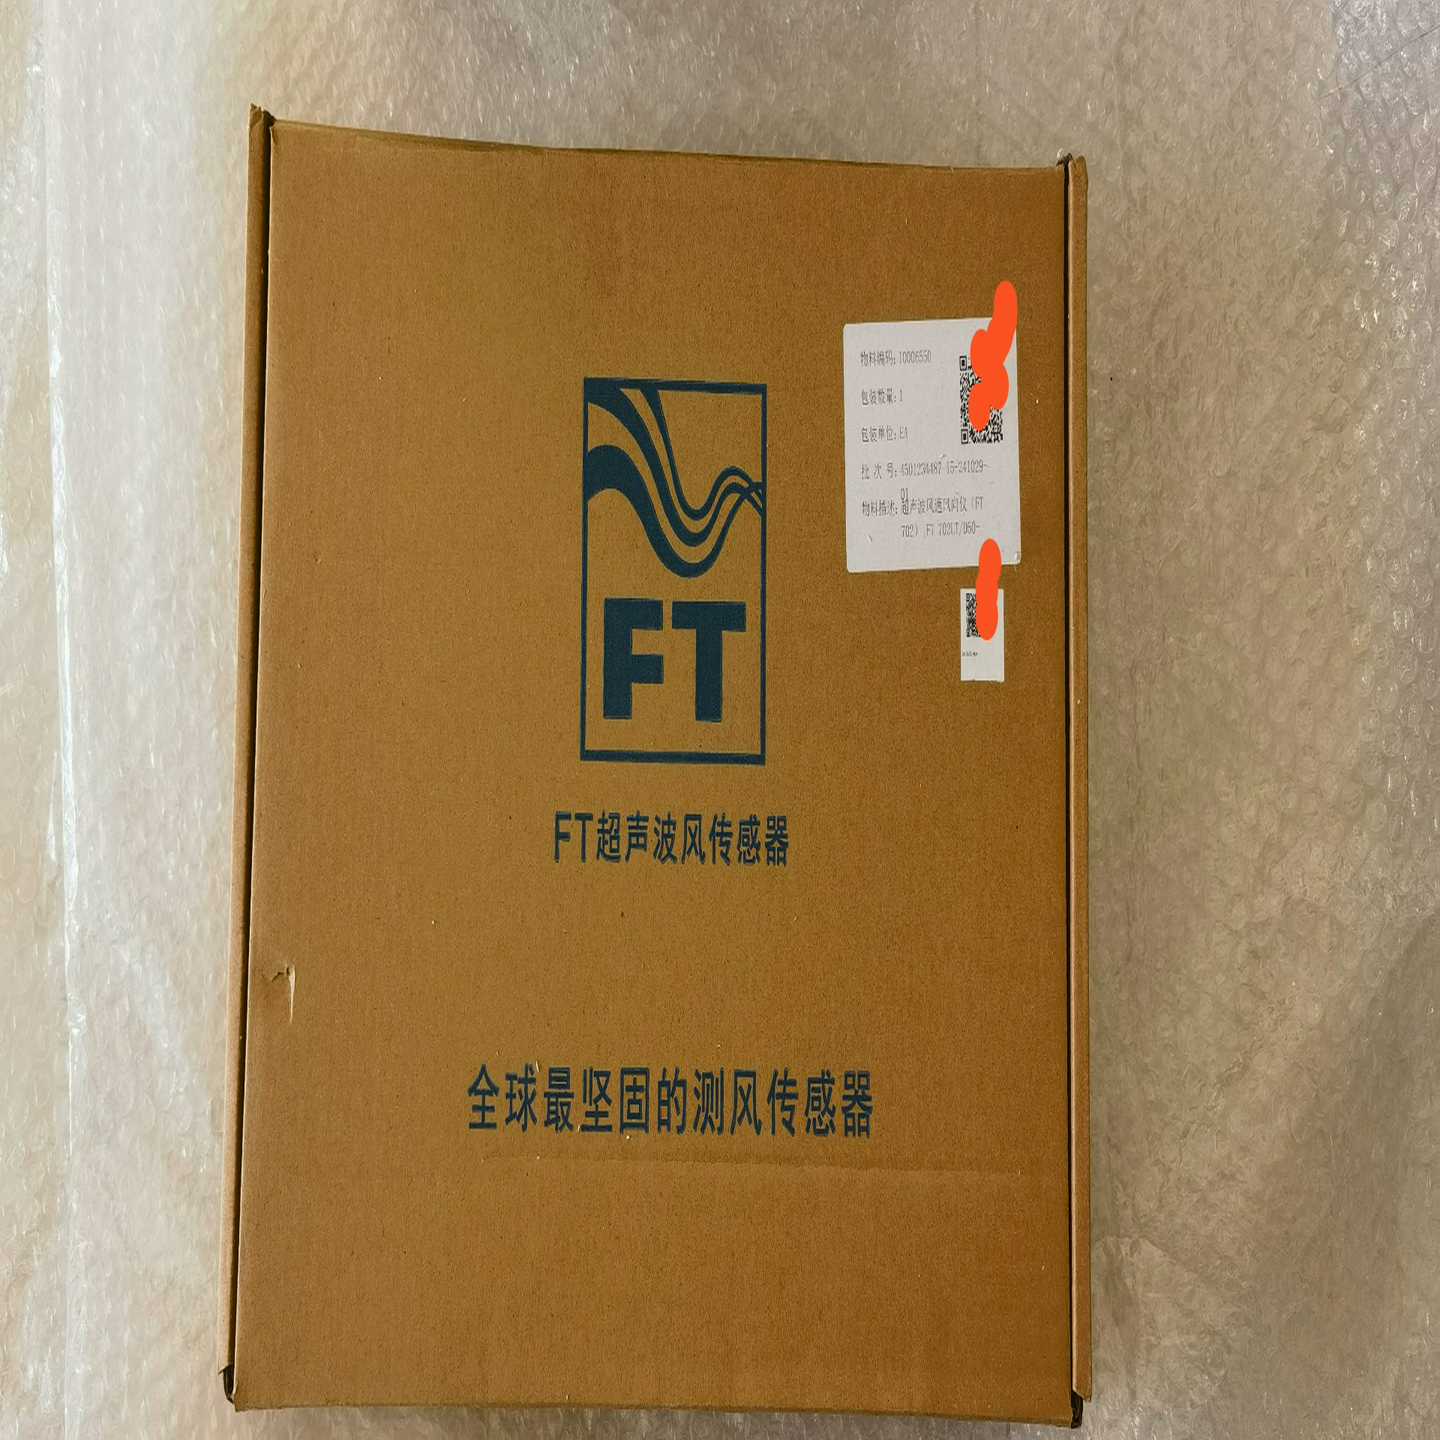 物料编码: 10006550
包装数量: 1
包装单位: EA
批 次 号: 4501234487 15-241029-
01
物料描述: 超声波风速风向仪 (FT
702) FT 702LT/D50-
FT
FT超声波风传感器
全球最坚固的测风传感器